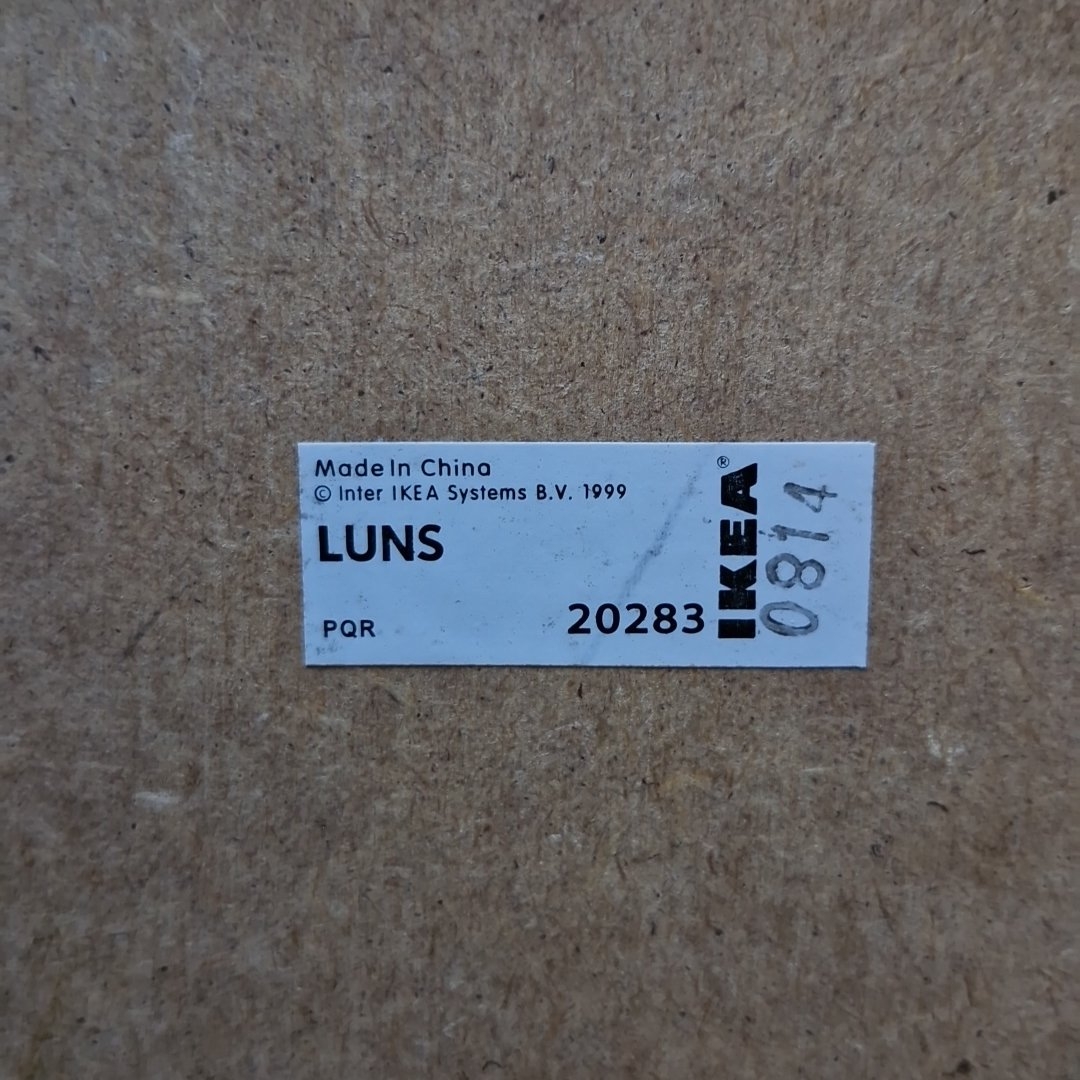 Made In China
© Inter IKEA Systems B.V. 1999
LUNS
PQR
20283
IKEA®
0814